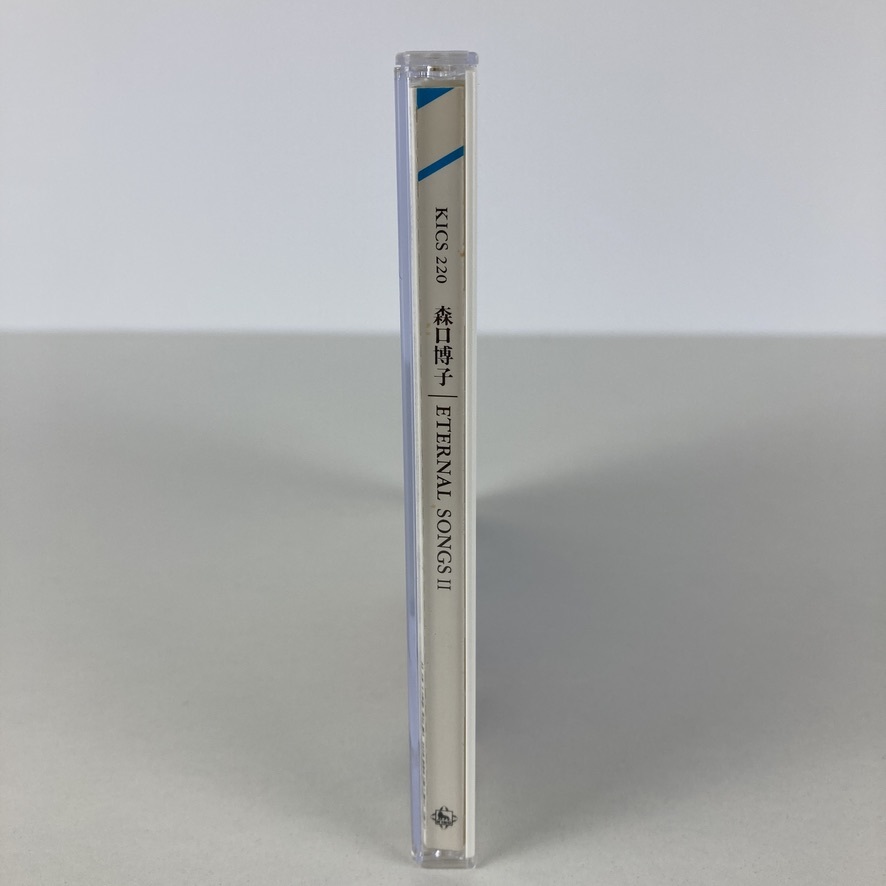 KICS 220 森口博子 | ETERNAL SONGS II